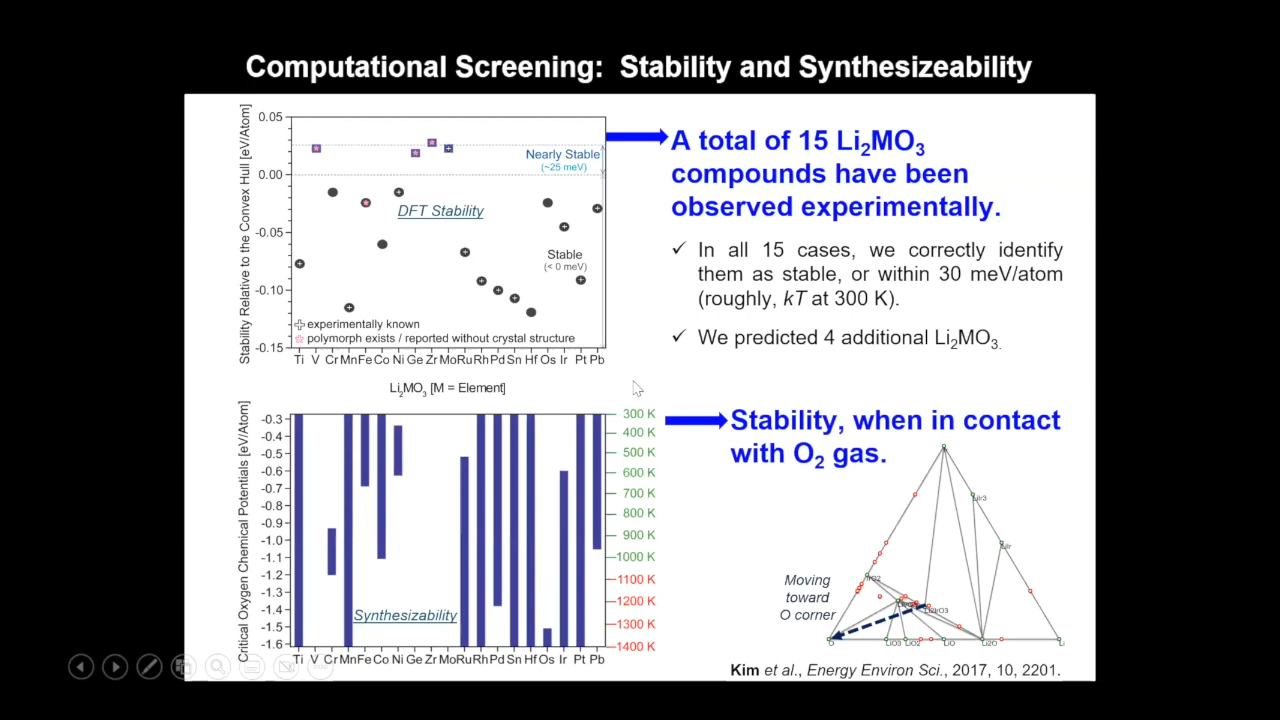 Computational Screening: Stability and Synthesizeability
Stability Relative to the Convex Hull [eV/Atom]
0.05
0.00
-0.05
-0.10
-0.15
Nearly Stable
(~25 meV)
DFT Stability
Stable
(< 0 meV)
experimentally known
polymorph exists / reported without crystal structure
Ti V Cr Mn Fe Co Ni Ge Zr Mo Ru Rh Pd Sn Hf Os Ir Pt Pb
Li2MO3 [M = Element]
A total of 15 Li2MO3
compounds have been
observed experimentally.
✓ In all 15 cases, we correctly identify
them as stable, or within 30 meV/atom
(roughly, kT at 300 K).
✓ We predicted 4 additional Li2MO3.
Critical Oxygen Chemical Potentials [eV/Atom]
-0.3
-0.4
-0.5
-0.6
-0.7
-0.8
-0.9
-1.0
-1.1
-1.2
-1.3
-1.4
-1.5
-1.6
300 K
400 K
500 K
600 K
700 K
800 K
900 K
1000 K
1100 K
1200 K
1300 K
1400 K
Synthesizability
Ti V Cr Mn Fe Co Ni Ge Zr Mo Ru Rh Pd Sn Hf Os Ir Pt Pb
Stability, when in contact
with O2 gas.
LiIr3
LiIr
IrO2
Li2IrO3
Moving
toward
O corner
O
LiO3
LiO2
LiO
Li2O
Li
Kim et al., Energy Environ Sci., 2017, 10, 2201.